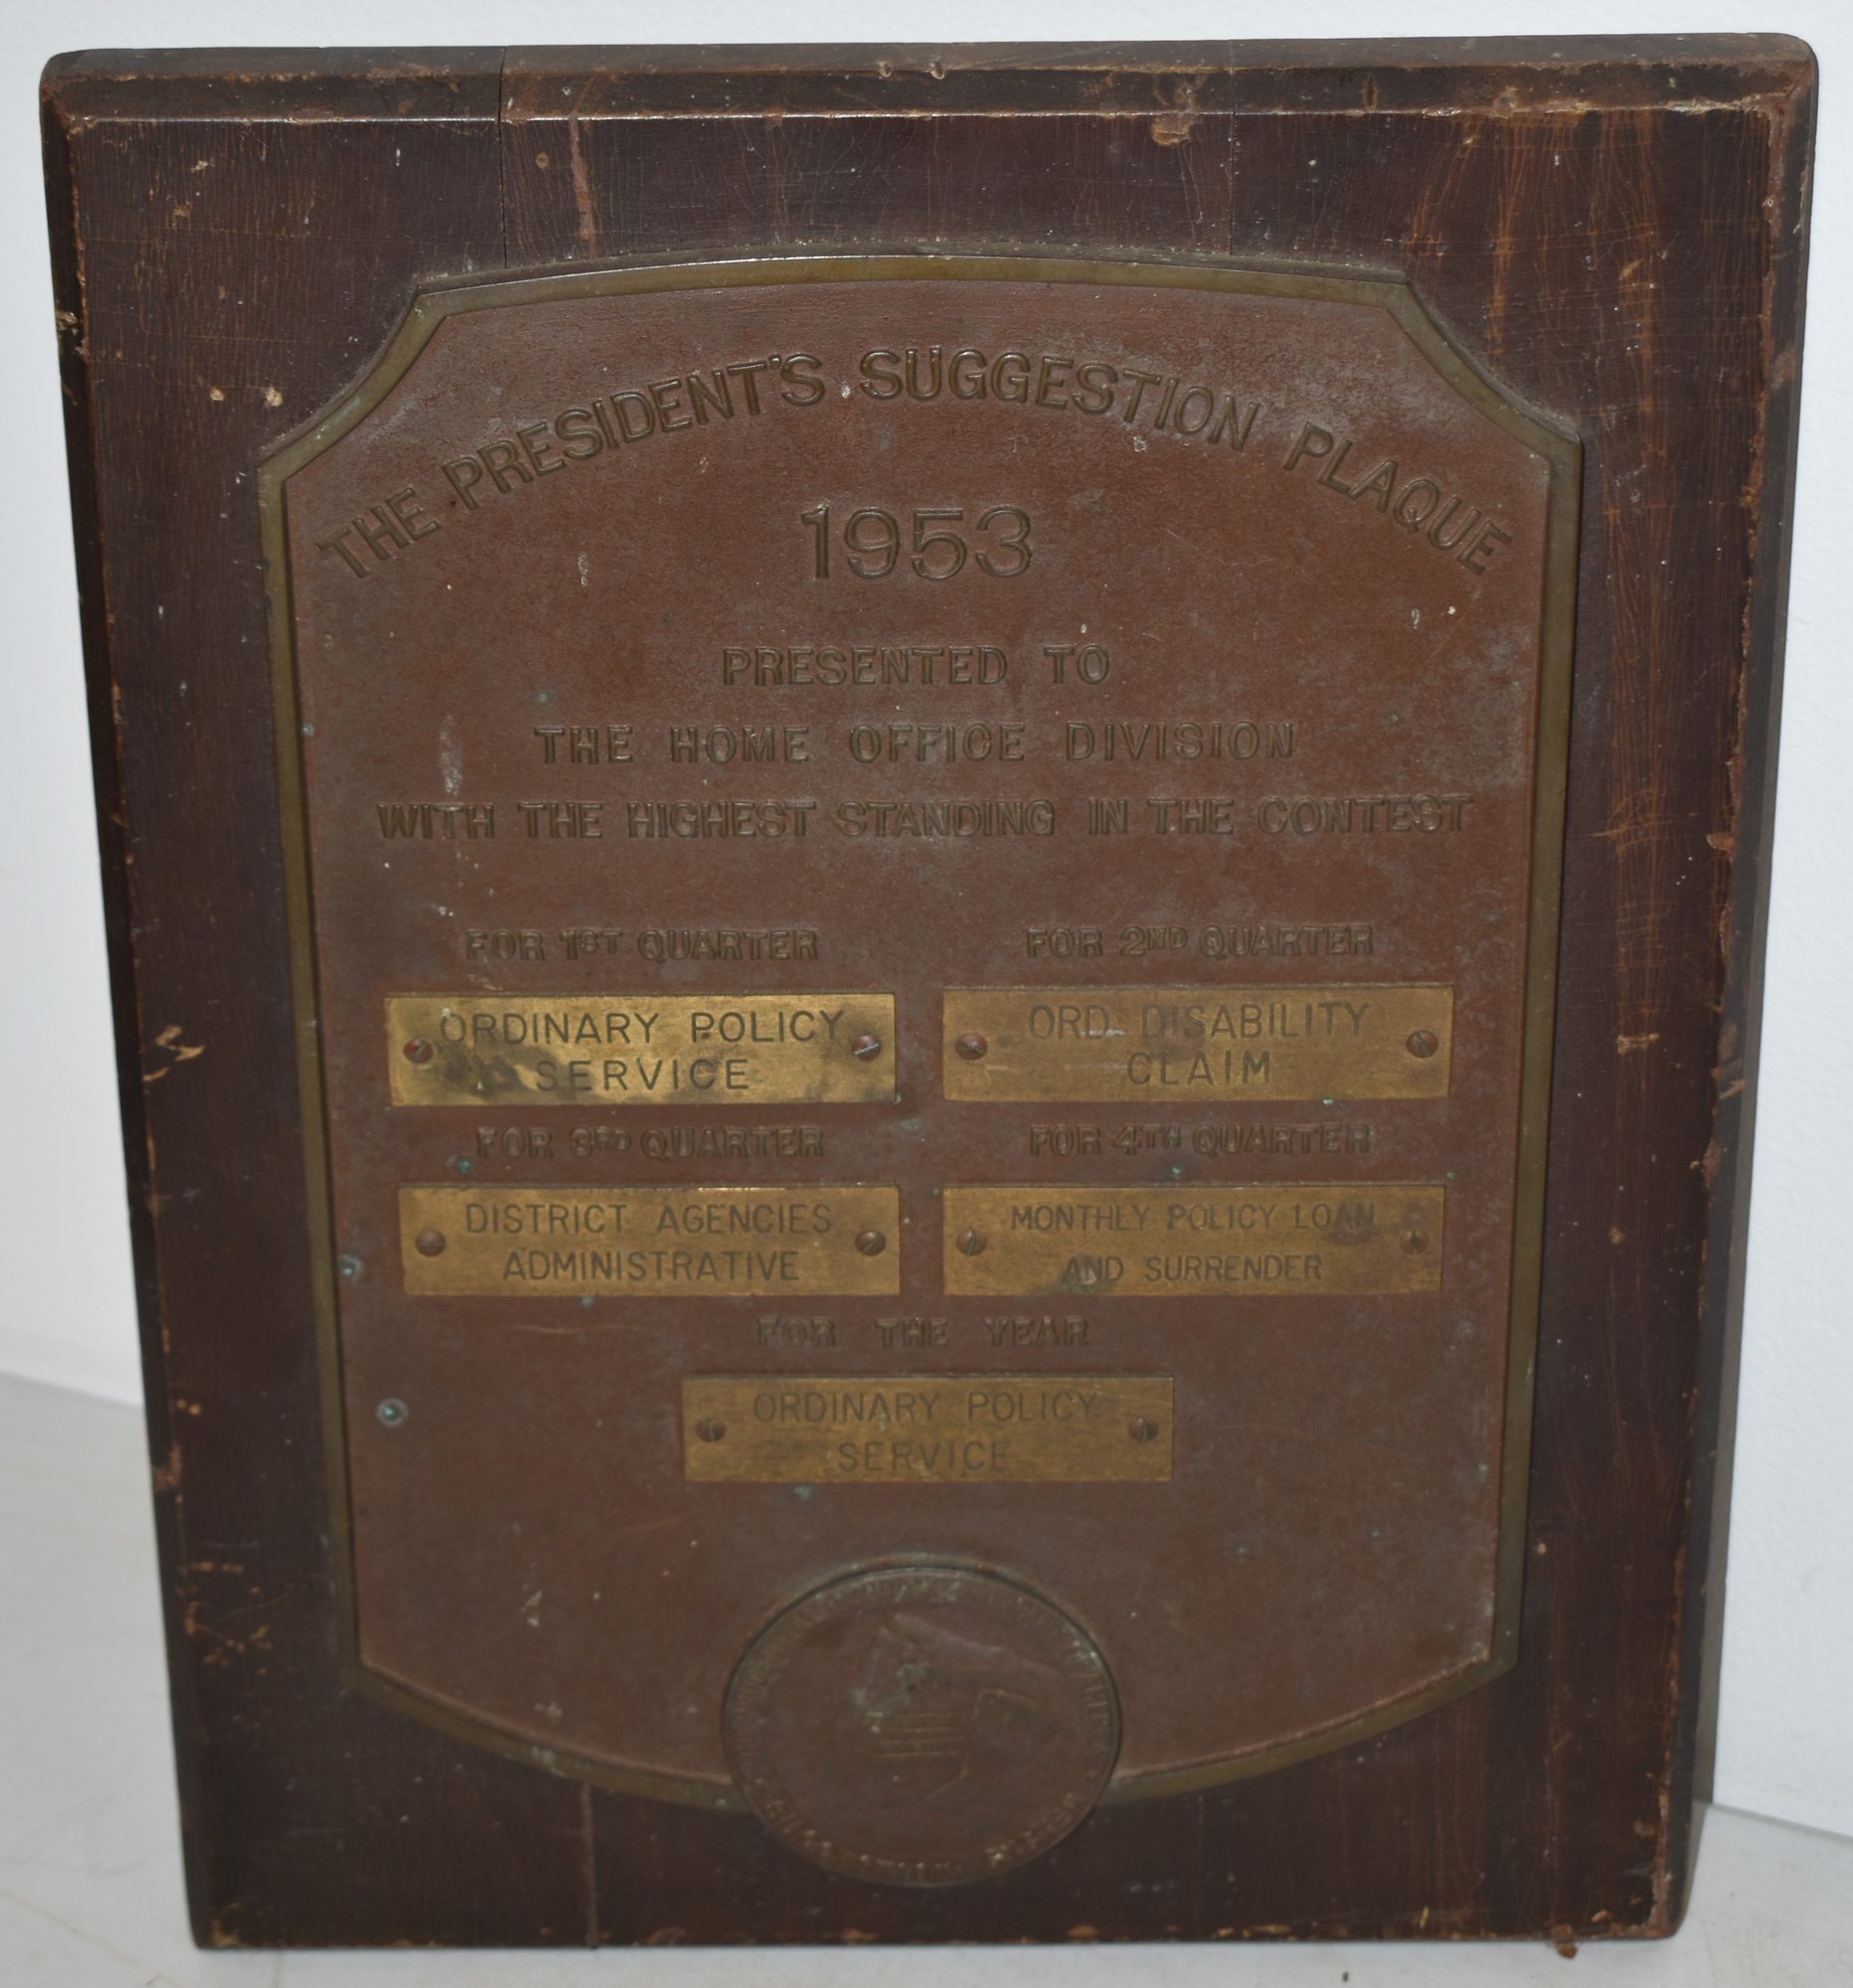 THE PRESIDENT'S SUGGESTION PLAQUE
1953
PRESENTED TO
THE HOME OFFICE DIVISION
WITH THE HIGHEST STANDING IN THE CONTEST
FOR 1ST QUARTER
ORDINARY POLICY
SERVICE
FOR 2ND QUARTER
ORD. DISABILITY
CLAIM
FOR 3RD QUARTER
DISTRICT AGENCIES
ADMINISTRATIVE
FOR 4TH QUARTER
MONTHLY POLICY LOAN
AND SURRENDER
FOR THE YEAR
ORDINARY POLICY
SERVICE